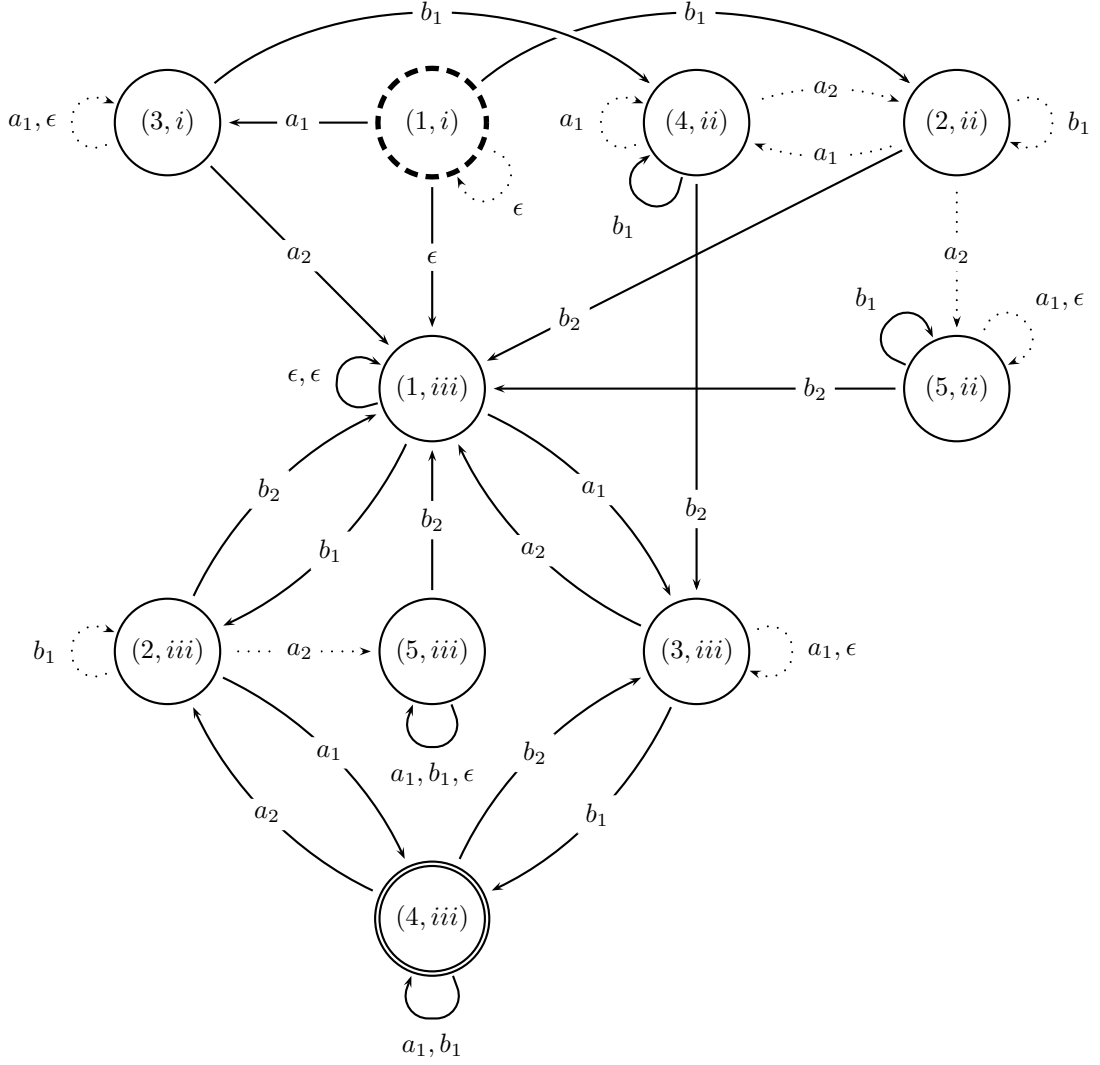 b₁ b₁
a₁, ϵ (3, i) a₁ (1, i) a₁ (4, ii) a₂ (2, ii) b₁
a₁
ϵ
b₁
a₂ ϵ a₂
b₁ a₁, ϵ
b₂
ϵ, ϵ (1, iii) b₂ (5, ii)
b₂ a₁
b₂ b₂
b₁ a₂
b₁ (2, iii) a₂ (5, iii) (3, iii) a₁, ϵ
a₁ b₂
a₁, b₁, ϵ
a₂ b₁
(4, iii)
a₁, b₁